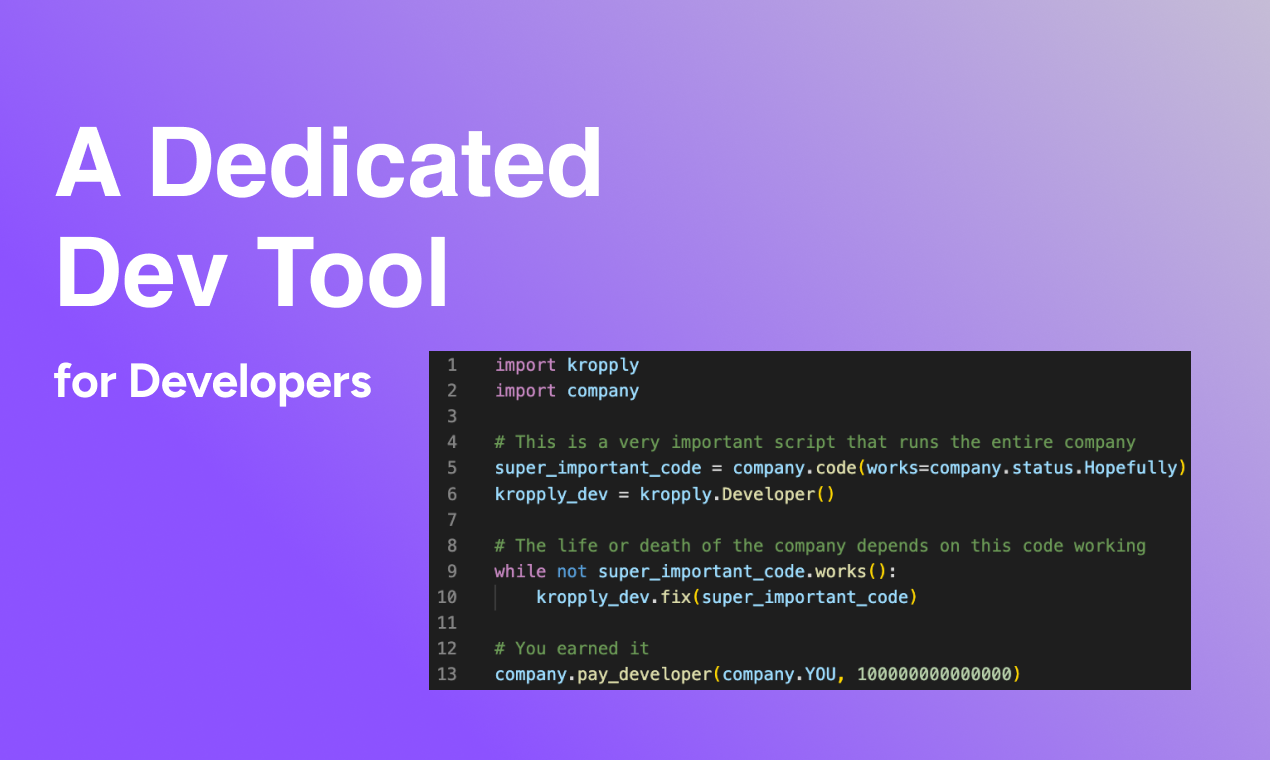 A Dedicated
Dev Tool
for Developers
1 import kropply
2 import company
3
4 # This is a very important script that runs the entire company
5 super_important_code = company.code(works=company.status.Hopefully)
6 kropply_dev = kropply.Developer()
7
8 # The life or death of the company depends on this code working
9 while not super_important_code.works():
10     kropply_dev.fix(super_important_code)
11
12 # You earned it
13 company.pay_developer(company.YOU, 100000000000000)